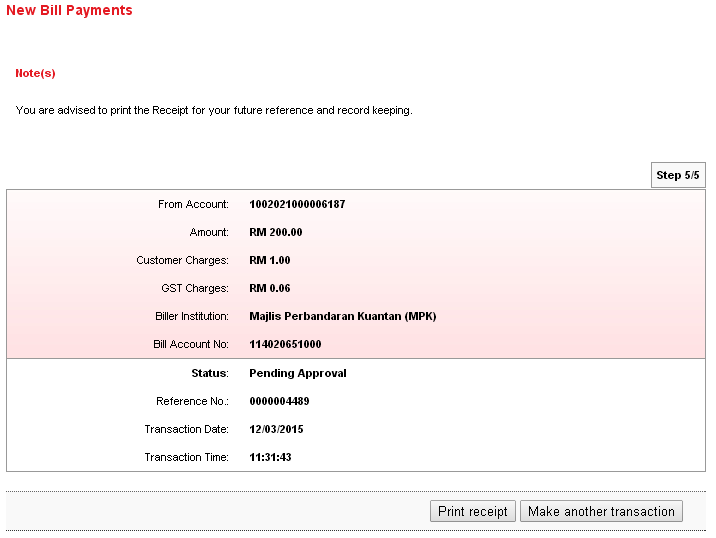 New Bill Payments
Note(s)
You are advised to print the Receipt for your future reference and record keeping.
Step 5/5
From Account: 1002021000006187
Amount: RM 200.00
Customer Charges: RM 1.00
GST Charges: RM 0.06
Biller Institution: Majlis Perbandaran Kuantan (MPK)
Bill Account No: 114020651000
Status: Pending Approval
Reference No.: 0000004489
Transaction Date: 12/03/2015
Transaction Time: 11:31:43
Print receipt Make another transaction